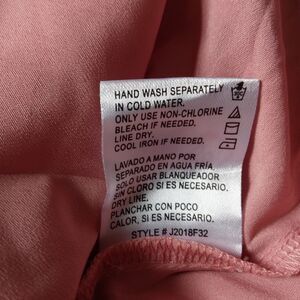 HAND WASH SEPARATELY
IN COLD WATER.
ONLY USE NON-CHLORINE
BLEACH IF NEEDED.
LINE DRY.
COOL IRON IF NEEDED.
LAVADO A MANO POR
SEPARADO EN AGUA FRÍA
SOLO USAR BLANQUEADOR
SIN CLORO SI ES NECESARIO.
DRY LINE.
PLANCHAR CON POCO
CALOR, SI ES NECESARIO.
STYLE # J2018F32